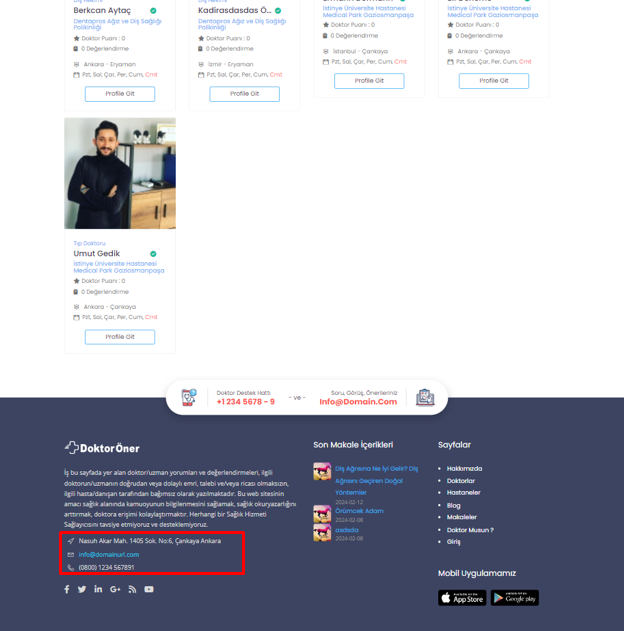 Berkcan Aytaç
Dentapros Ağız ve Diş Sağlığı
Polikinliği
Doktor Puanı : 0
0 Değerlendirme
Ankara - Eryaman
Pzt, Sal, Çar, Per, Cum, Cmt
Profile Git
Kadirasdasdas Ö...
Dentapros Ağız ve Diş Sağlığı
Polikinliği
Doktor Puanı : 0
0 Değerlendirme
İzmir - Eryaman
Pzt, Sal, Çar, Per, Cum, Cmt
Profile Git
İstinye Üniversite Hastanesi
Medical Park Gaziosmanpaşa
Doktor Puanı : 0
0 Değerlendirme
İstanbul - Çankaya
Pzt, Sal, Çar, Per, Cum, Cmt
Profile Git
İstinye Üniversite Hastanesi
Medical Park Gaziosmanpaşa
Doktor Puanı : 0
0 Değerlendirme
Ankara - Çankaya
Pzt, Sal, Çar, Per, Cum, Cmt
Profile Git
Tıp Doktoru
Umut Gedik
İstinye Üniversite Hastanesi
Medical Park Gaziosmanpaşa
Doktor Puanı : 0
0 Değerlendirme
Ankara - Çankaya
Pzt, Sal, Çar, Per, Cum, Cmt
Profile Git
Doktor Destek Hattı
+1 234 5678 - 9
- ve -
Soru, Görüş, Önerileriniz
Info@Domain.Com
Doktor Öner
İş bu sayfada yer alan doktor/uzman yorumları ve değerlendirmeleri, ilgili
doktorun/uzmanın doğrudan veya dolaylı emri, talebi ve/veya ricası olmaksızın,
ilgili hasta/danışan tarafından bağımsız olarak yazılmaktadır. Bu web sitesinin
amacı sağlık alanında kamuoyunun bilgilenmesini sağlamak, sağlık okuryazarlığını
arttırmak, doktora erişimi kolaylaştırmaktır. Herhangi bir Sağlık Hizmeti
Sağlayıcısını tavsiye etmiyoruz ve desteklemiyoruz.
Nasuh Akar Mah. 1405 Sok. No:6, Çankaya Ankara
info@domainurl.com
(0800) 1234 567891
Son Makale İçerikleri
Diş Ağrısına Ne İyi Gelir? Diş
Ağrısını Geçiren Doğal
Yöntemler
2024-02-12
Örümcek Adam
2024-02-08
asdsda
2024-02-08
Sayfalar
Hakkımızda
Doktorlar
Hastaneler
Blog
Makaleler
Doktor Musun ?
Giriş
Mobil Uygulamamız
App Store
Google play